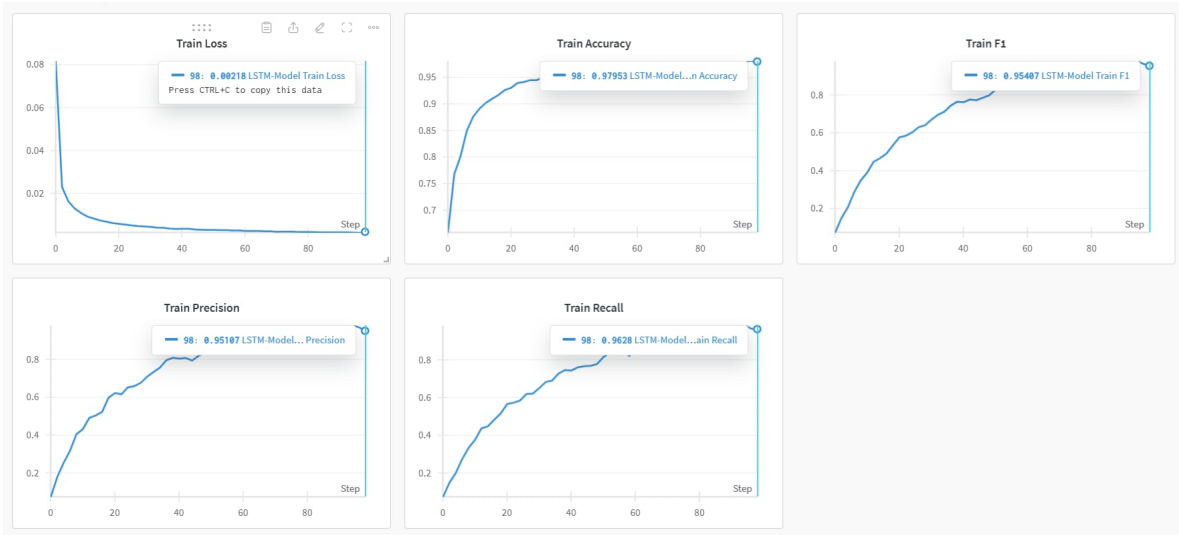 Train Loss
0.08
0.06
0.04
0.02
98: 0.00218 LSTM-Model Train Loss
Press CTRL+C to copy this data
Step
0 20 40 60 80
Train Accuracy
0.95
0.9
0.85
0.8
0.75
0.7
98: 0.97953 LSTM-Model...n Accuracy
Step
0 20 40 60 80
Train F1
0.8
0.6
0.4
0.2
98: 0.95407 LSTM-Model Train F1
Step
0 20 40 60 80
Train Precision
0.8
0.6
0.4
0.2
98: 0.95107 LSTM-Model... Precision
Step
0 20 40 60 80
Train Recall
0.8
0.6
0.4
0.2
98: 0.9628 LSTM-Model...ain Recall
Step
0 20 40 60 80